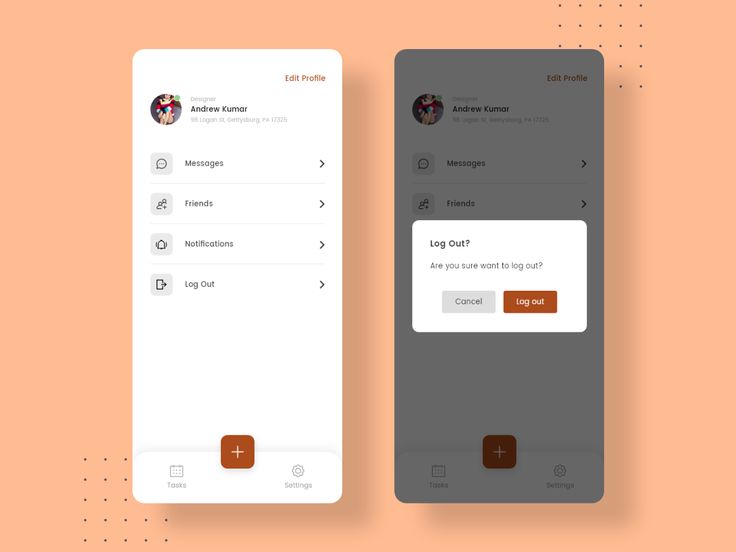 Edit Profile
Designer
Andrew Kumar
98 Logan St, Gettysburg, PA 17325
Messages
Friends
Notifications
Log Out
Tasks
Settings
Edit Profile
Designer
Andrew Kumar
98 Logan St, Gettysburg, PA 17325
Messages
Friends
Log Out?
Are you sure want to log out?
Cancel
Log out
Tasks
Settings